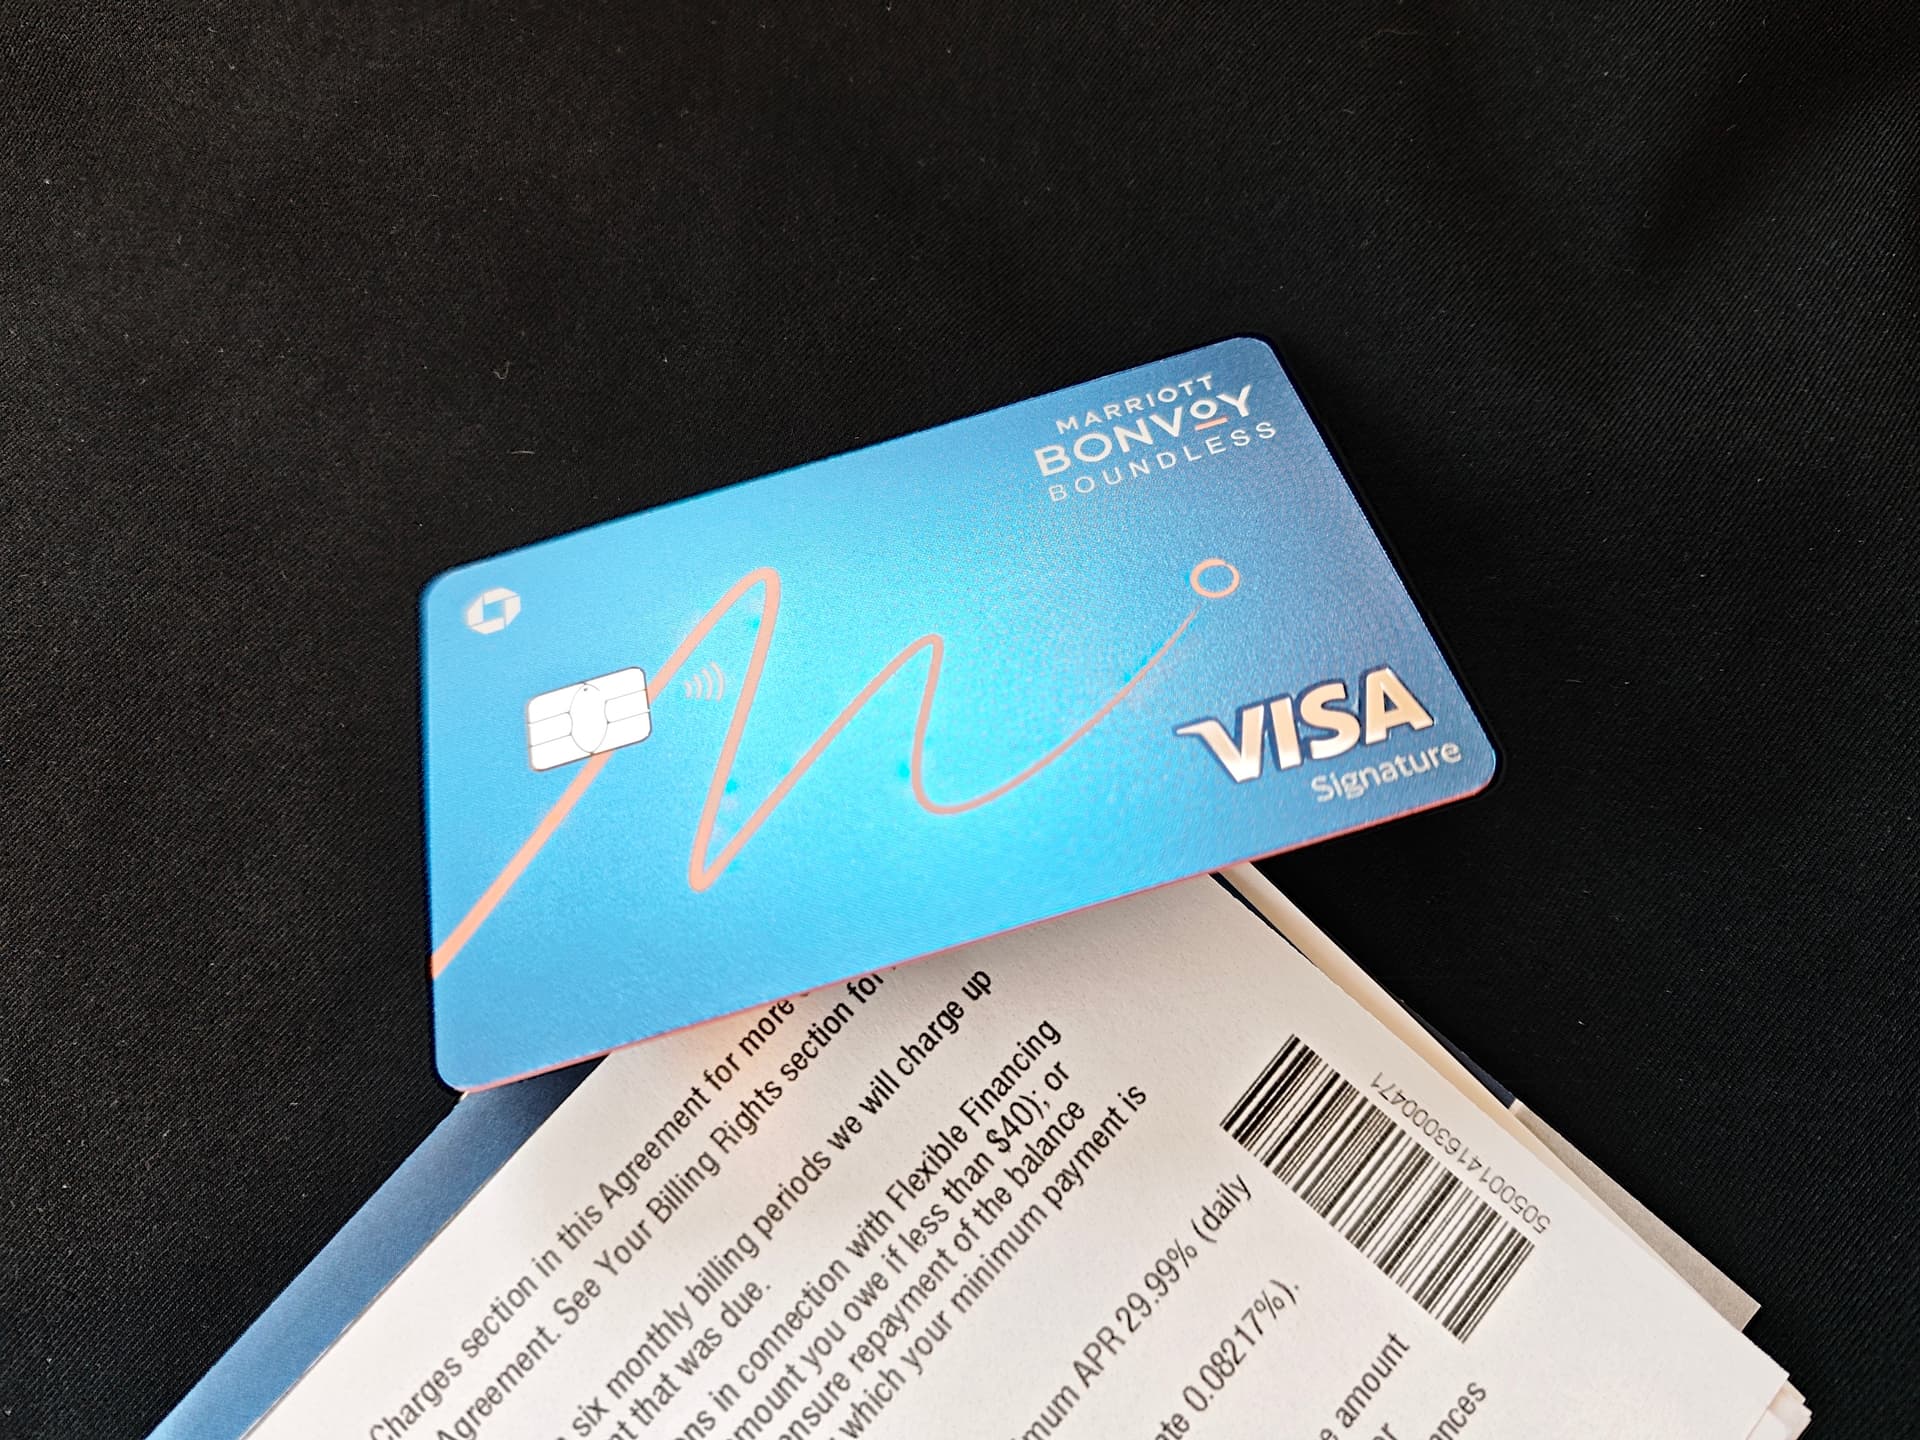 MARRIOTT
BONVOY
BOUNDLESS
VISA
Signature
Charges section in this Agreement for more
Agreement. See Your Billing Rights section for
six monthly billing periods we will charge up
that was due.
in connection with Flexible Financing
you owe if less than $40); or
ensure repayment of the balance
which your minimum payment is
APR 29.99% (daily
0.08217%).
amount
505001416300047​1